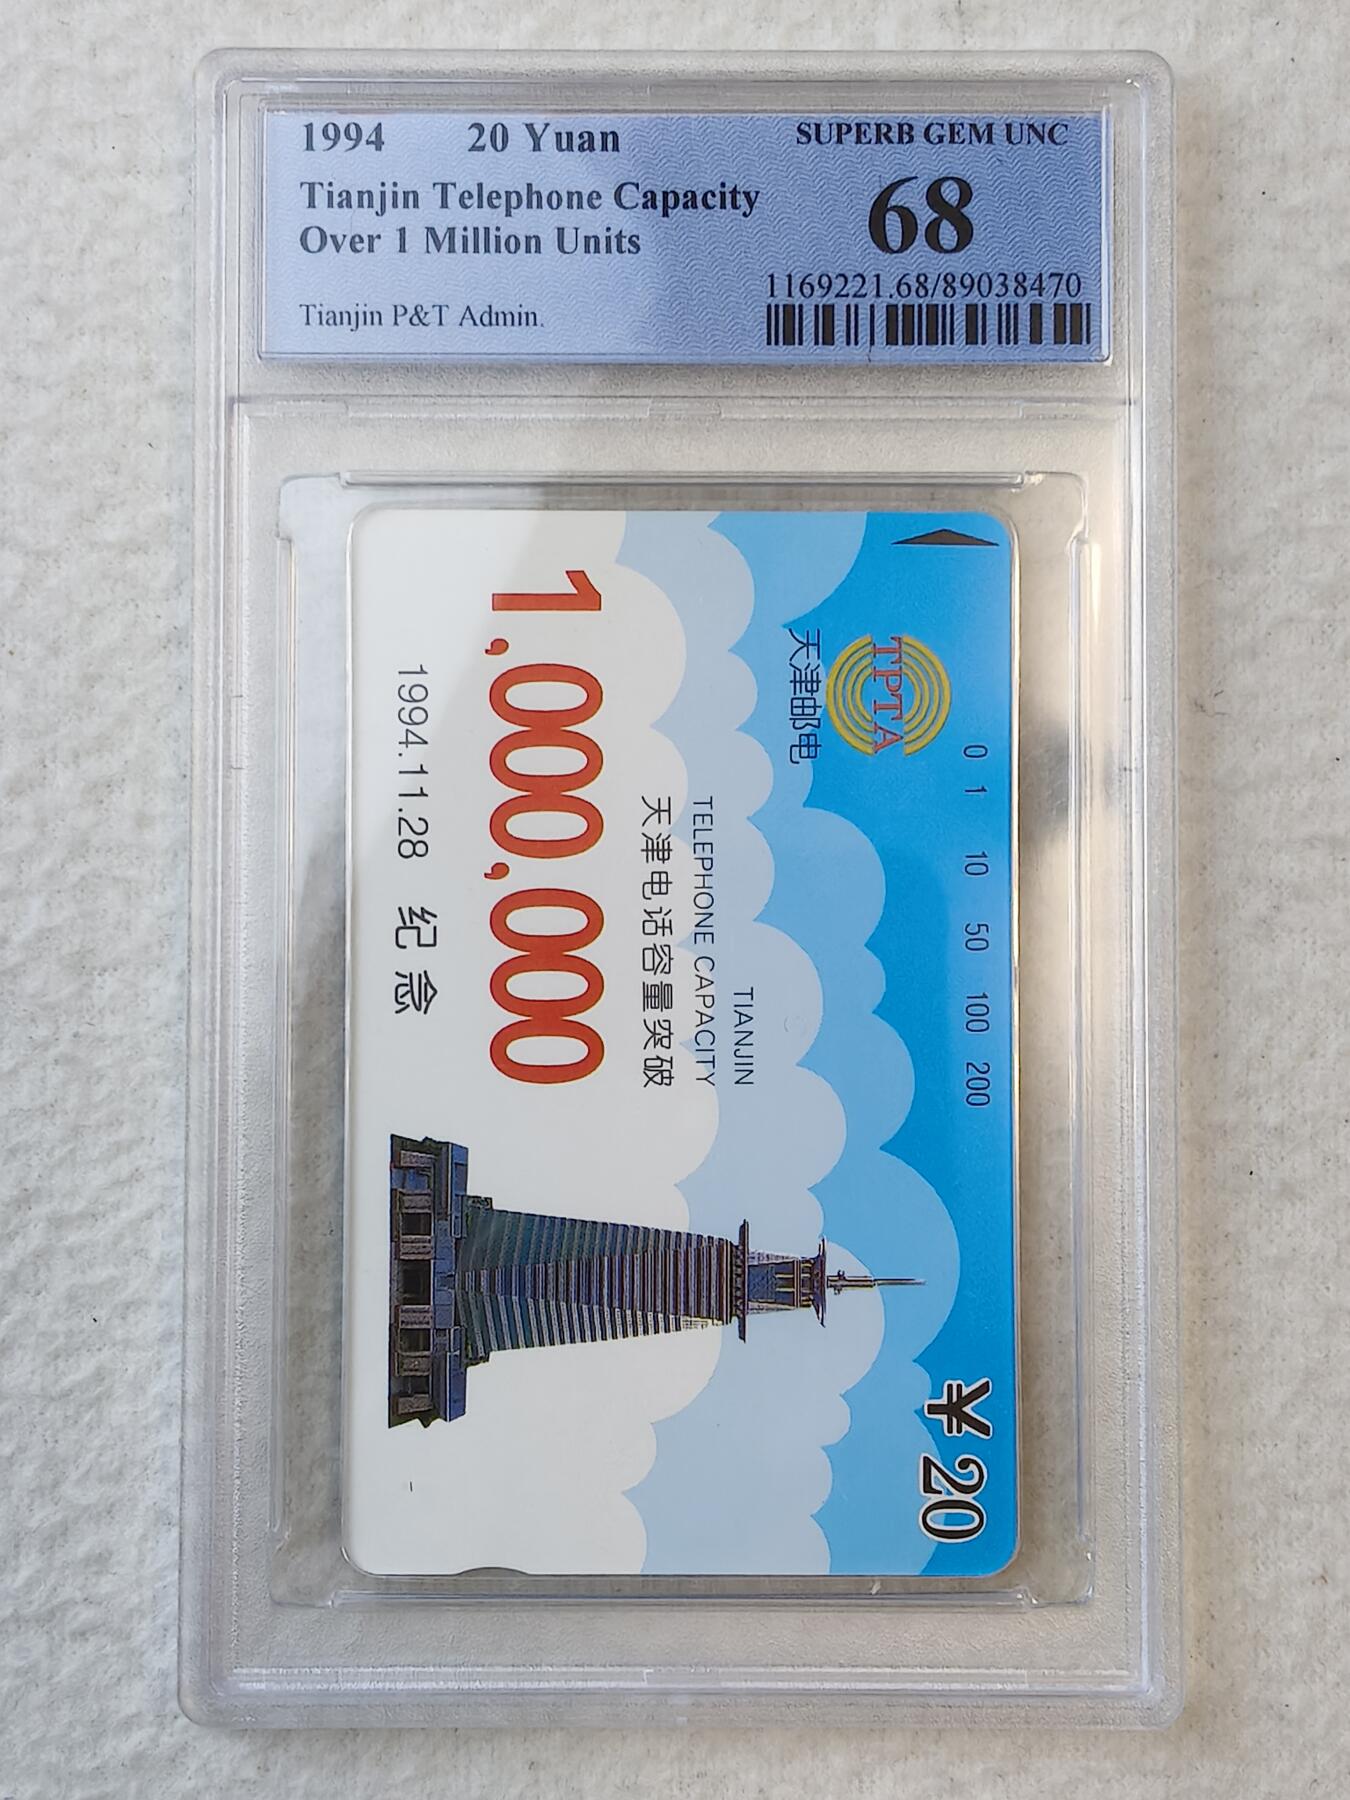 1994 20 Yuan
SUPERB GEM UNC
Tianjin Telephone Capacity
Over 1 Million Units
68
1169221.68/89038470
Tianjin P&T Admin.
TPTA
天津邮电
0 1 10 50 100 200
¥20
TIANJIN
TELEPHONE CAPACITY
天津电话容量突破
1,000,000
1994.11.28 纪念